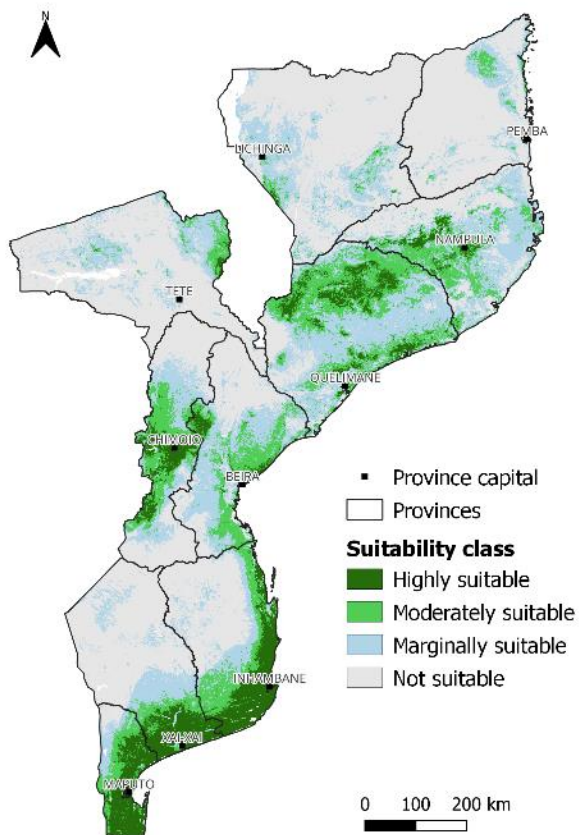 N
PEMBA
LICHINGA
NAMPULA
TETE
QUELIMANE
CHIMOIO
BEIRA
INHAMBANE
XAI-XAI
MAPUTO
Province capital
Provinces
Suitability class
Highly suitable
Moderately suitable
Marginally suitable
Not suitable
0 100 200 km